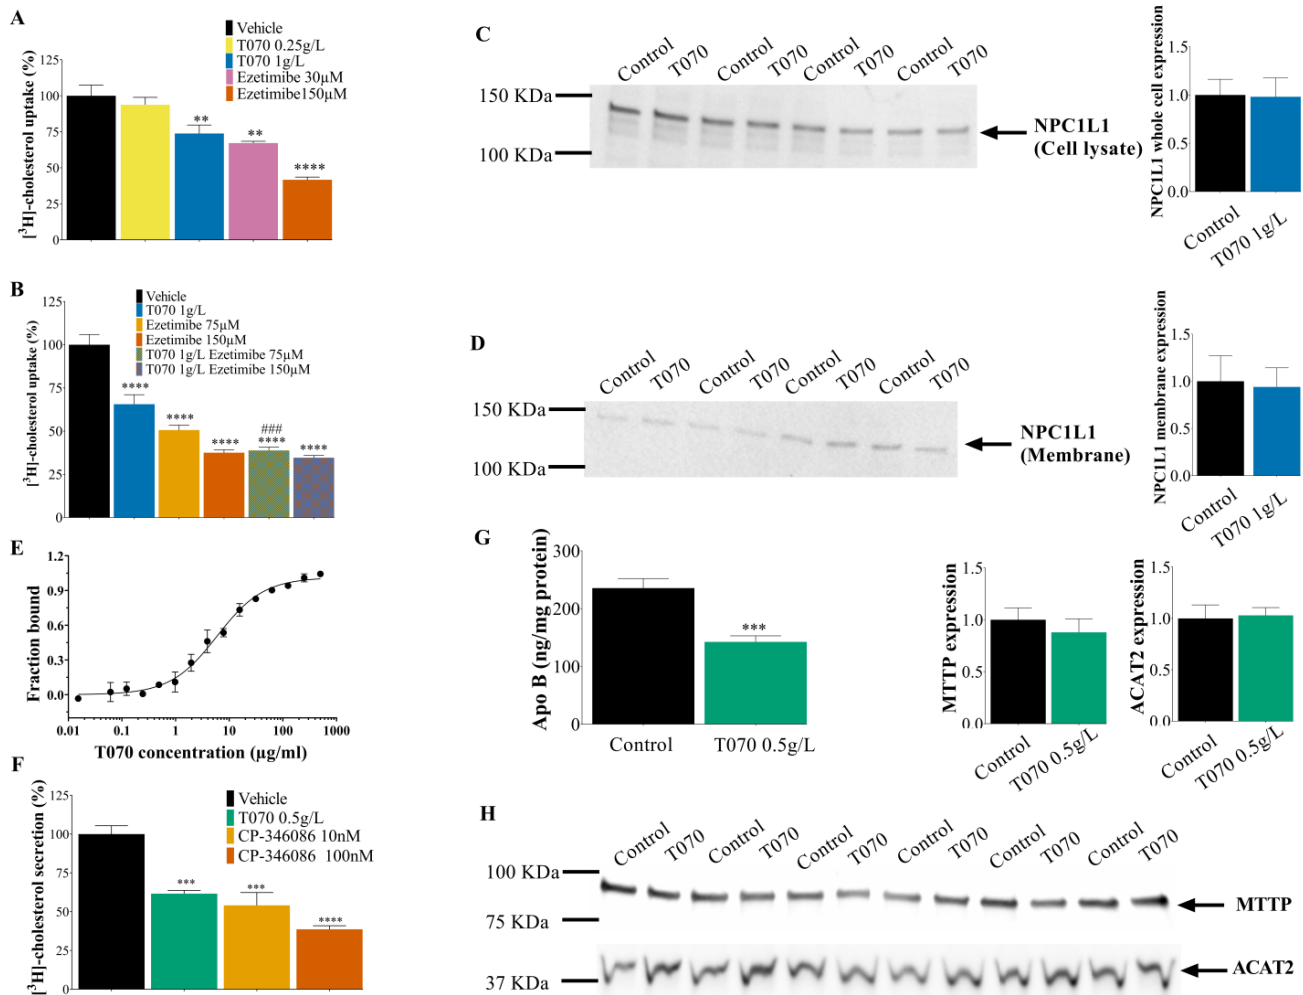 A
Vehicle
T070 0.25g/L
T070 1g/L
Ezetimibe 30µM
Ezetimibe150µM
[³H]-cholesterol uptake (%)
125
100
75
50
25
0
**
**
****
B
Vehicle
T070 1g/L
Ezetimibe 75µM
Ezetimibe 150µM
T070 1g/L Ezetimibe 75µM
T070 1g/L Ezetimibe 150µM
[³H]-cholesterol uptake (%)
125
100
75
50
25
0
****
****
****
###
****
****
C
Control T070 Control T070 Control T070 Control T070
150 KDa
100 KDa
NPC1L1
(Cell lysate)
NPC1L1 whole cell expression
1.5
1.0
0.5
0.0
Control
T070 1g/L
D
Control T070 Control T070 Control T070 Control T070
150 KDa
100 KDa
NPC1L1
(Membrane)
NPC1L1 membrane expression
1.5
1.0
0.5
0.0
Control
T070 1g/L
E
Fraction bound
1.2
0.9
0.6
0.3
0.0
0.01 0.1 1 10 100 1000
T070 concentration (µg/ml)
F
Vehicle
T070 0.5g/L
CP-346086 10nM
CP-346086 100nM
[³H]-cholesterol secretion (%)
125
100
75
50
25
0
***
***
****
G
Apo B (ng/mg protein)
300
200
100
0
***
Control T070 0.5g/L
MTTP expression
1.5
1.0
0.5
0.0
Control
T070 0.5g/L
ACAT2 expression
1.5
1.0
0.5
0.0
Control
T070 0.5g/L
H
Control T070 Control T070 Control T070 Control T070 Control T070 Control T070
100 KDa
75 KDa
MTTP
37 KDa
ACAT2